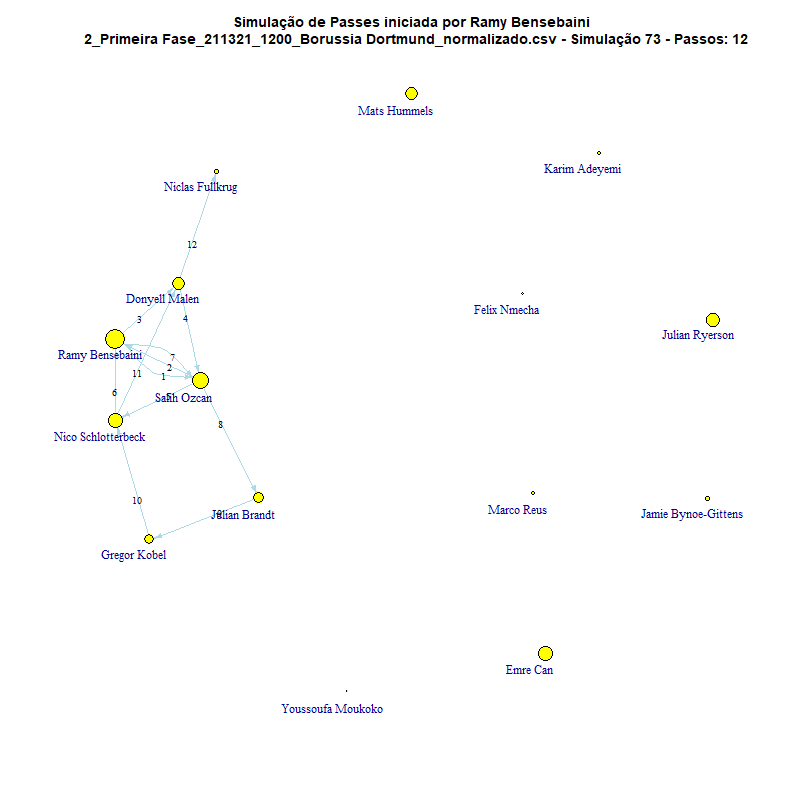 Simulação de Passes iniciada por Ramy Bensebaini
2_Primeira Fase_211321_1200_Borussia Dortmund_normalizado.csv - Simulação 73 - Passos: 12
Mats Hummels
Karim Adeyemi
Niclas Fullkrug
12
Donyell Malen
Felix Nmecha
3
4
Julian Ryerson
Ramy Bensebaini
7
2
11
1
6
5
Salih Ozcan
8
Nico Schlotterbeck
10
9
Julian Brandt
Marco Reus
Jamie Bynoe-Gittens
Gregor Kobel
Emre Can
Youssoufa Moukoko